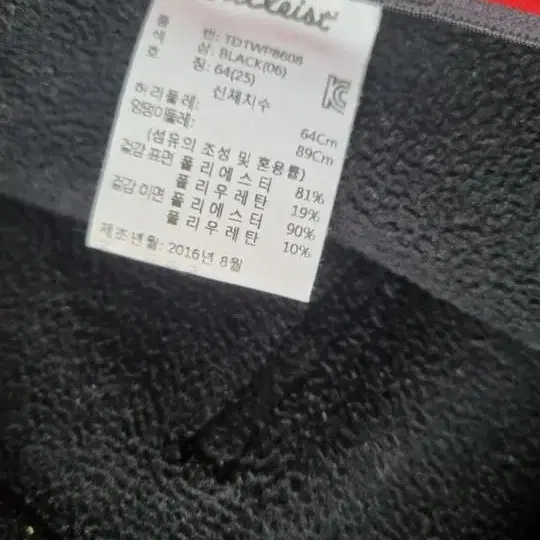 Titleist
품 번: TDTWP8608
색 상: BLACK(06)
호 칭: 64(25)
신체치수
허리둘레: 64Cm
엉덩이둘레: 89Cm
(섬유의 조성 및 혼용률)
겉감 표면 폴리에스터 81%
폴리우레탄 19%
겉감 이면 폴리에스터 90%
폴리우레탄 10%
제조년월: 2016년 8월